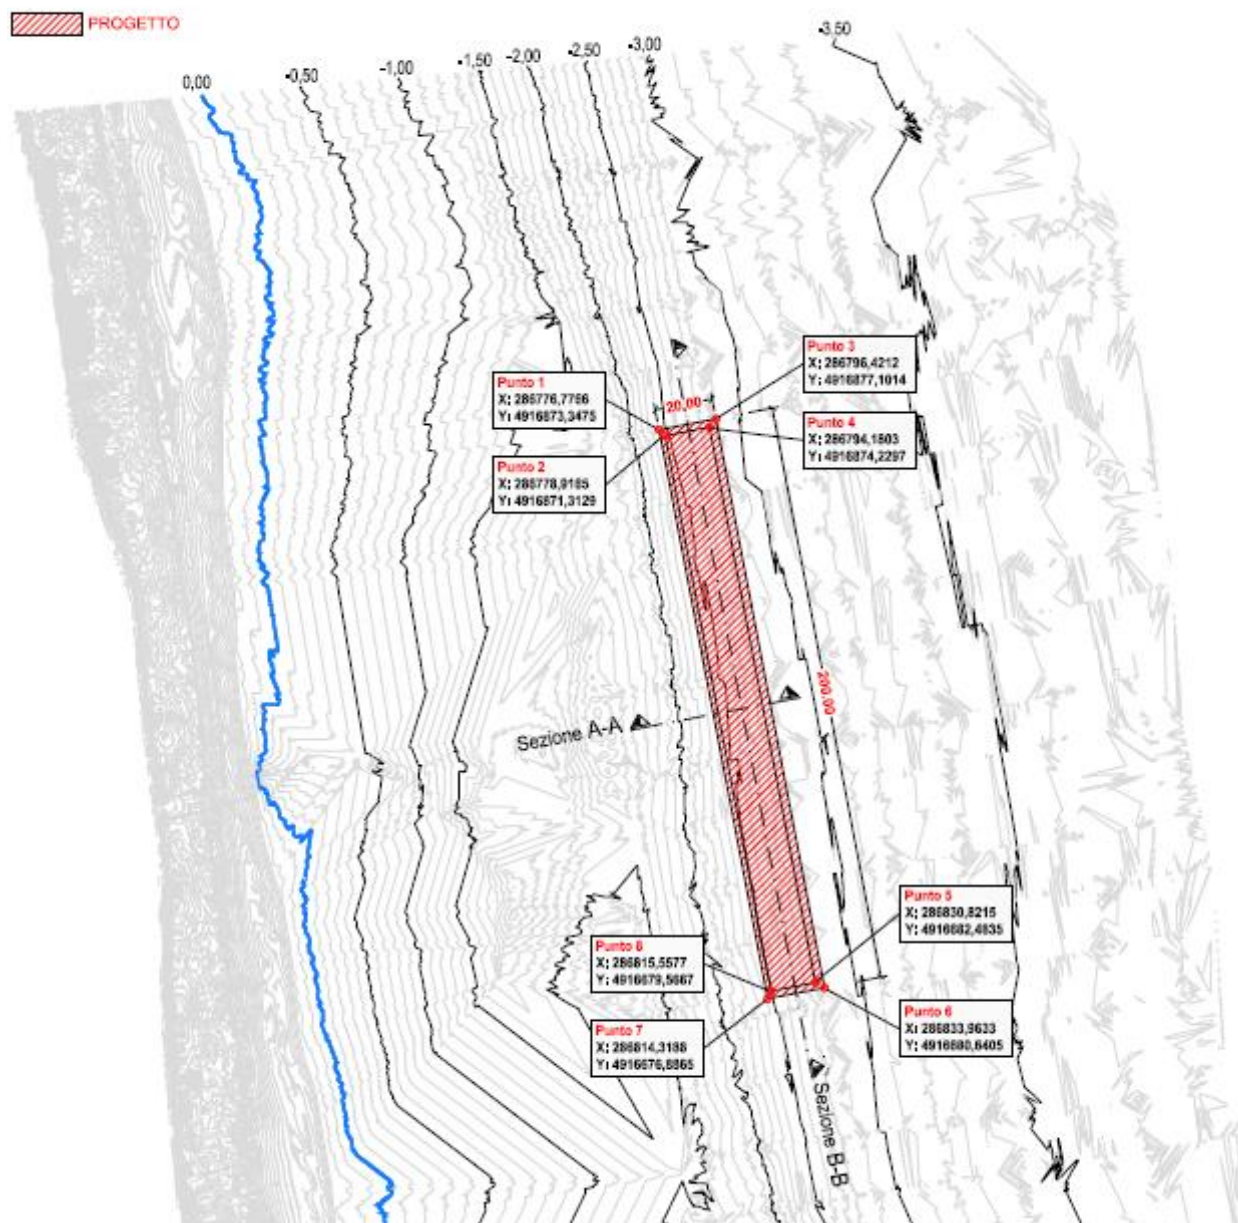 PROGETTO
0,00
-0,50
-1,00
-1,50
-2,00
-2,50
-3,00
-3,50
Punto 3
X; 286796,4212
Y: 4916877,1014
Punto 1
X; 286776,7766
Y: 4916873,3475
20,00
Punto 4
X; 286794,1803
Y: 4916874,2297
Punto 2
X; 286778,9165
Y: 4916871,3129
200.00
Sezione A-A
Punto 5
X; 286830,8215
Y: 4916682,4835
Punto 8
X; 286815,5577
Y: 4916679,5667
Punto 6
X: 286833,9633
Y; 4916680,6405
Punto 7
X; 286814,3188
Y: 4916676,8865
Sezione B-B